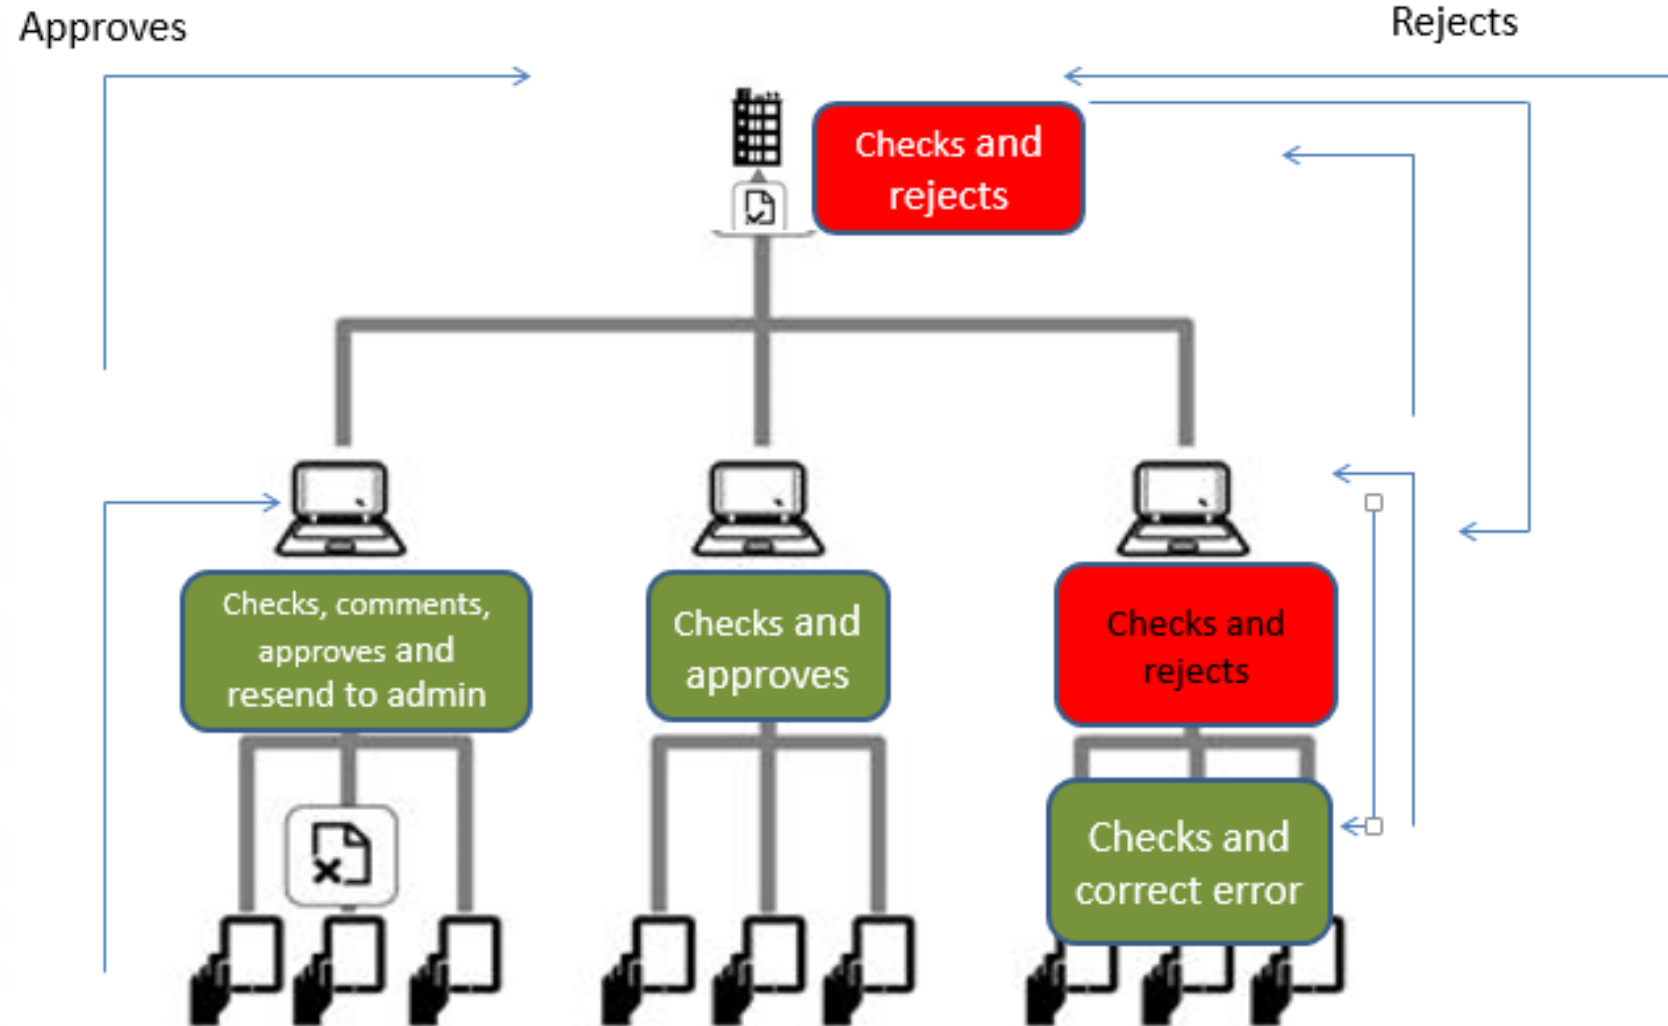 Approves
Rejects
Checks and
rejects
Checks, comments,
approves and
resend to admin
Checks and
approves
Checks and
rejects
Checks and
correct error